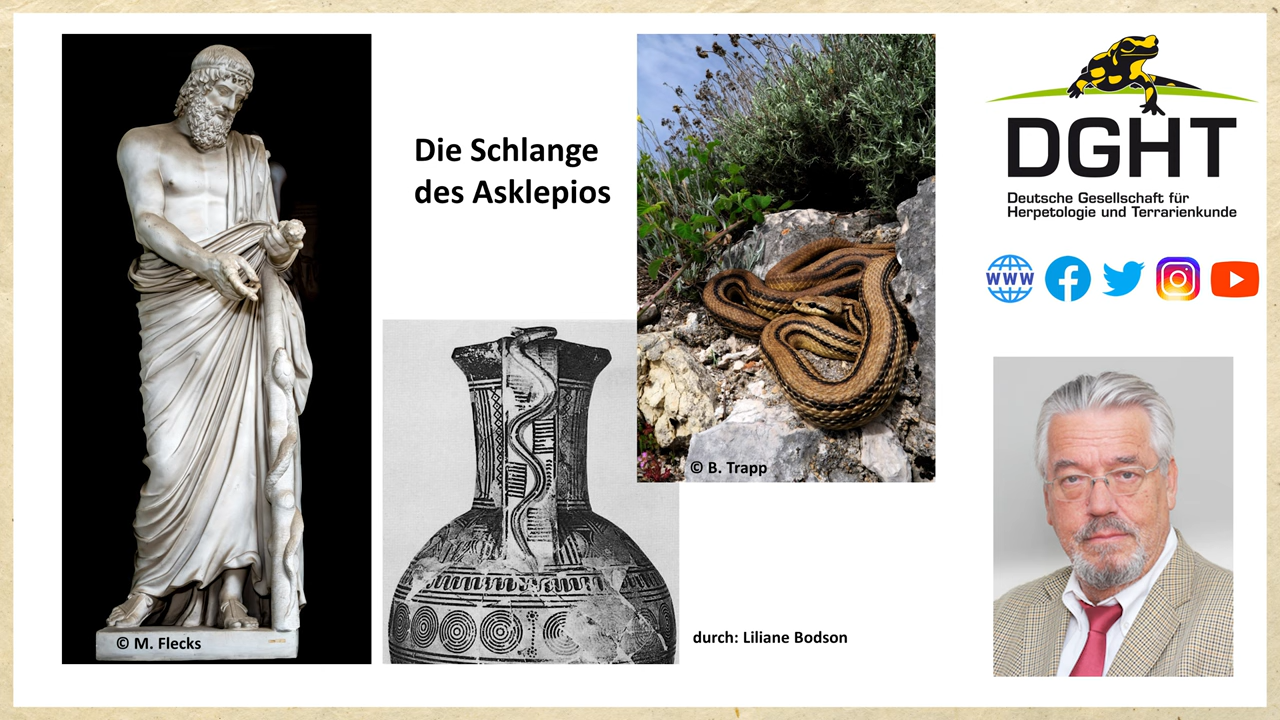 Die Schlange
des Asklepios
© M. Flecks
© B. Trapp
durch: Liliane Bodson
DGHT
Deutsche Gesellschaft für
Herpetologie und Terrarienkunde
WWW